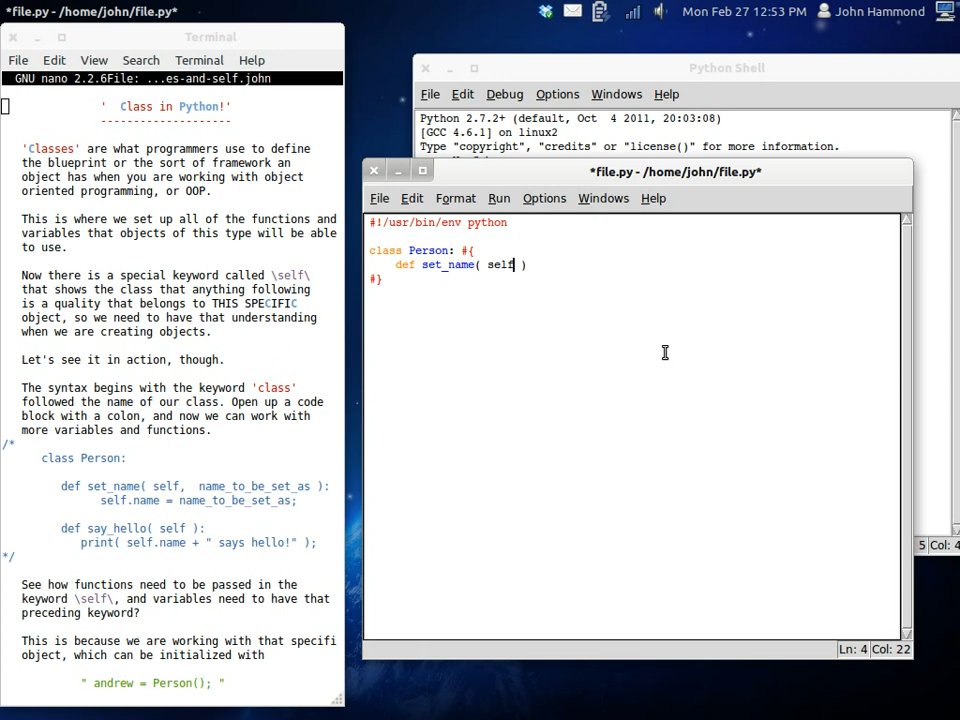 *file.py - /home/john/file.py*
Mon Feb 27 12:53 PM
John Hammond
Terminal
File Edit View Search Terminal Help
GNU nano 2.2.6File: ...es-and-self.john
' Class in Python!'
-------------------
'Classes' are what programmers use to define
the blueprint or the sort of framework an
object has when you are working with object
oriented programming, or OOP.
This is where we set up all of the functions and
variables that objects of this type will be able
to use.
Now there is a special keyword called \self\
that shows the class that anything following
is a quality that belongs to THIS SPECIFIC
object, so we need to have that understanding
when we are creating objects.
Let's see it in action, though.
The syntax begins with the keyword 'class'
followed the name of our class. Open up a code
block with a colon, and now we can work with
more variables and functions.
/*
class Person:
def set_name( self,  name_to_be_set_as ):
self.name = name_to_be_set_as;
def say_hello( self ):
print( self.name + " says hello!" );
*/
See how functions need to be passed in the
keyword \self\, and variables need to have that
preceding keyword?
This is because we are working with that specifi
object, which can be initialized with
" andrew = Person(); "
Python Shell
File Edit Debug Options Windows Help
Python 2.7.2+ (default, Oct  4 2011, 20:03:08)
[GCC 4.6.1] on linux2
Type "copyright", "credits" or "license()" for more information.
5 Col: 4
*file.py - /home/john/file.py*
File Edit Format Run Options Windows Help
#!/usr/bin/env python
class Person: #{
def set_name( self )
#}
Ln: 4 Col: 22